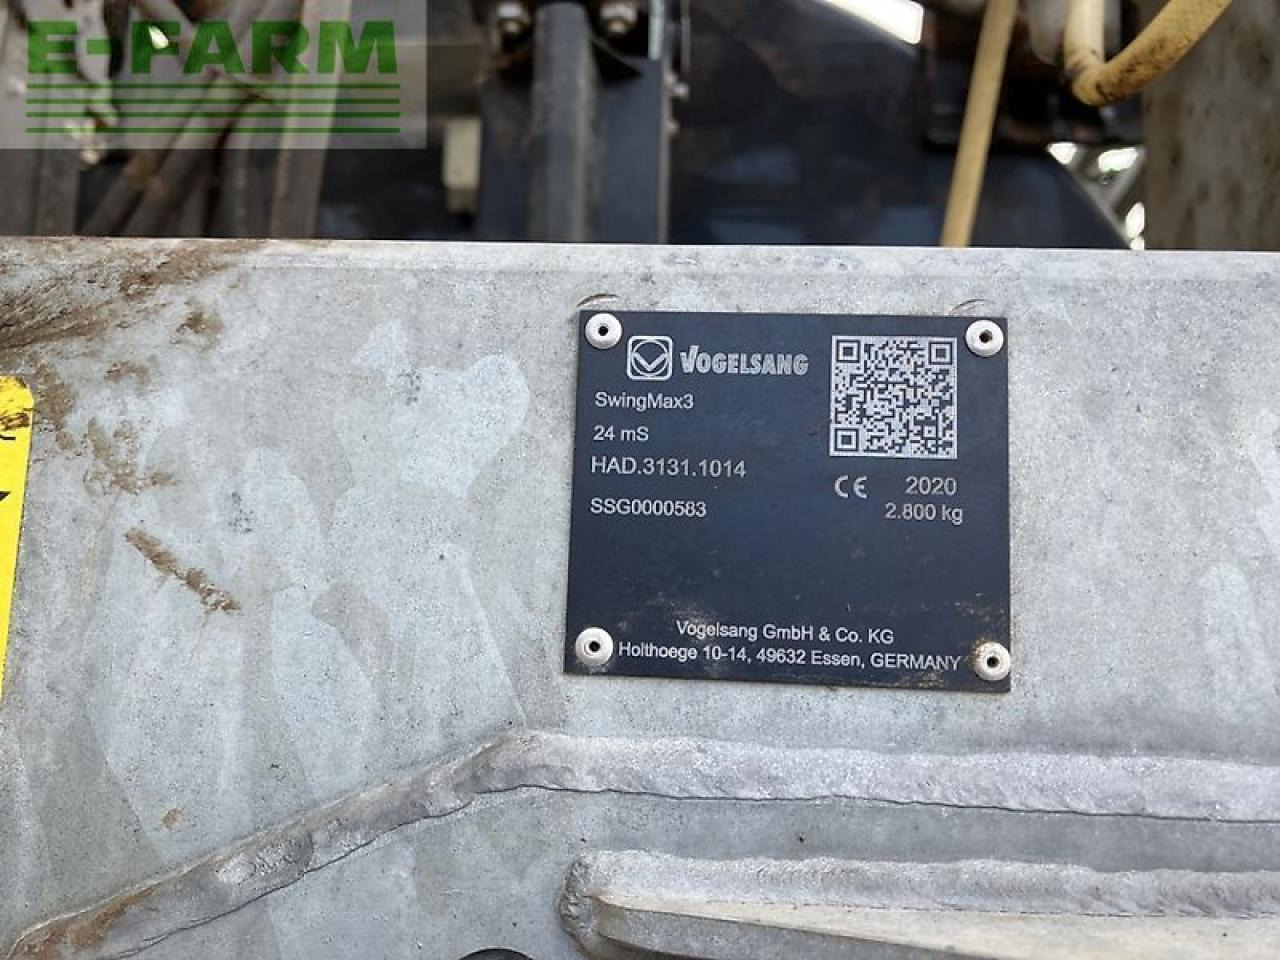 E-FARM
VOGELSANG
SwingMax3
24 mS
HAD.3131.1014
SSG0000583
CE 2020
2.800 kg
Vogelsang GmbH & Co. KG
Holthoege 10-14, 49632 Essen, GERMANY